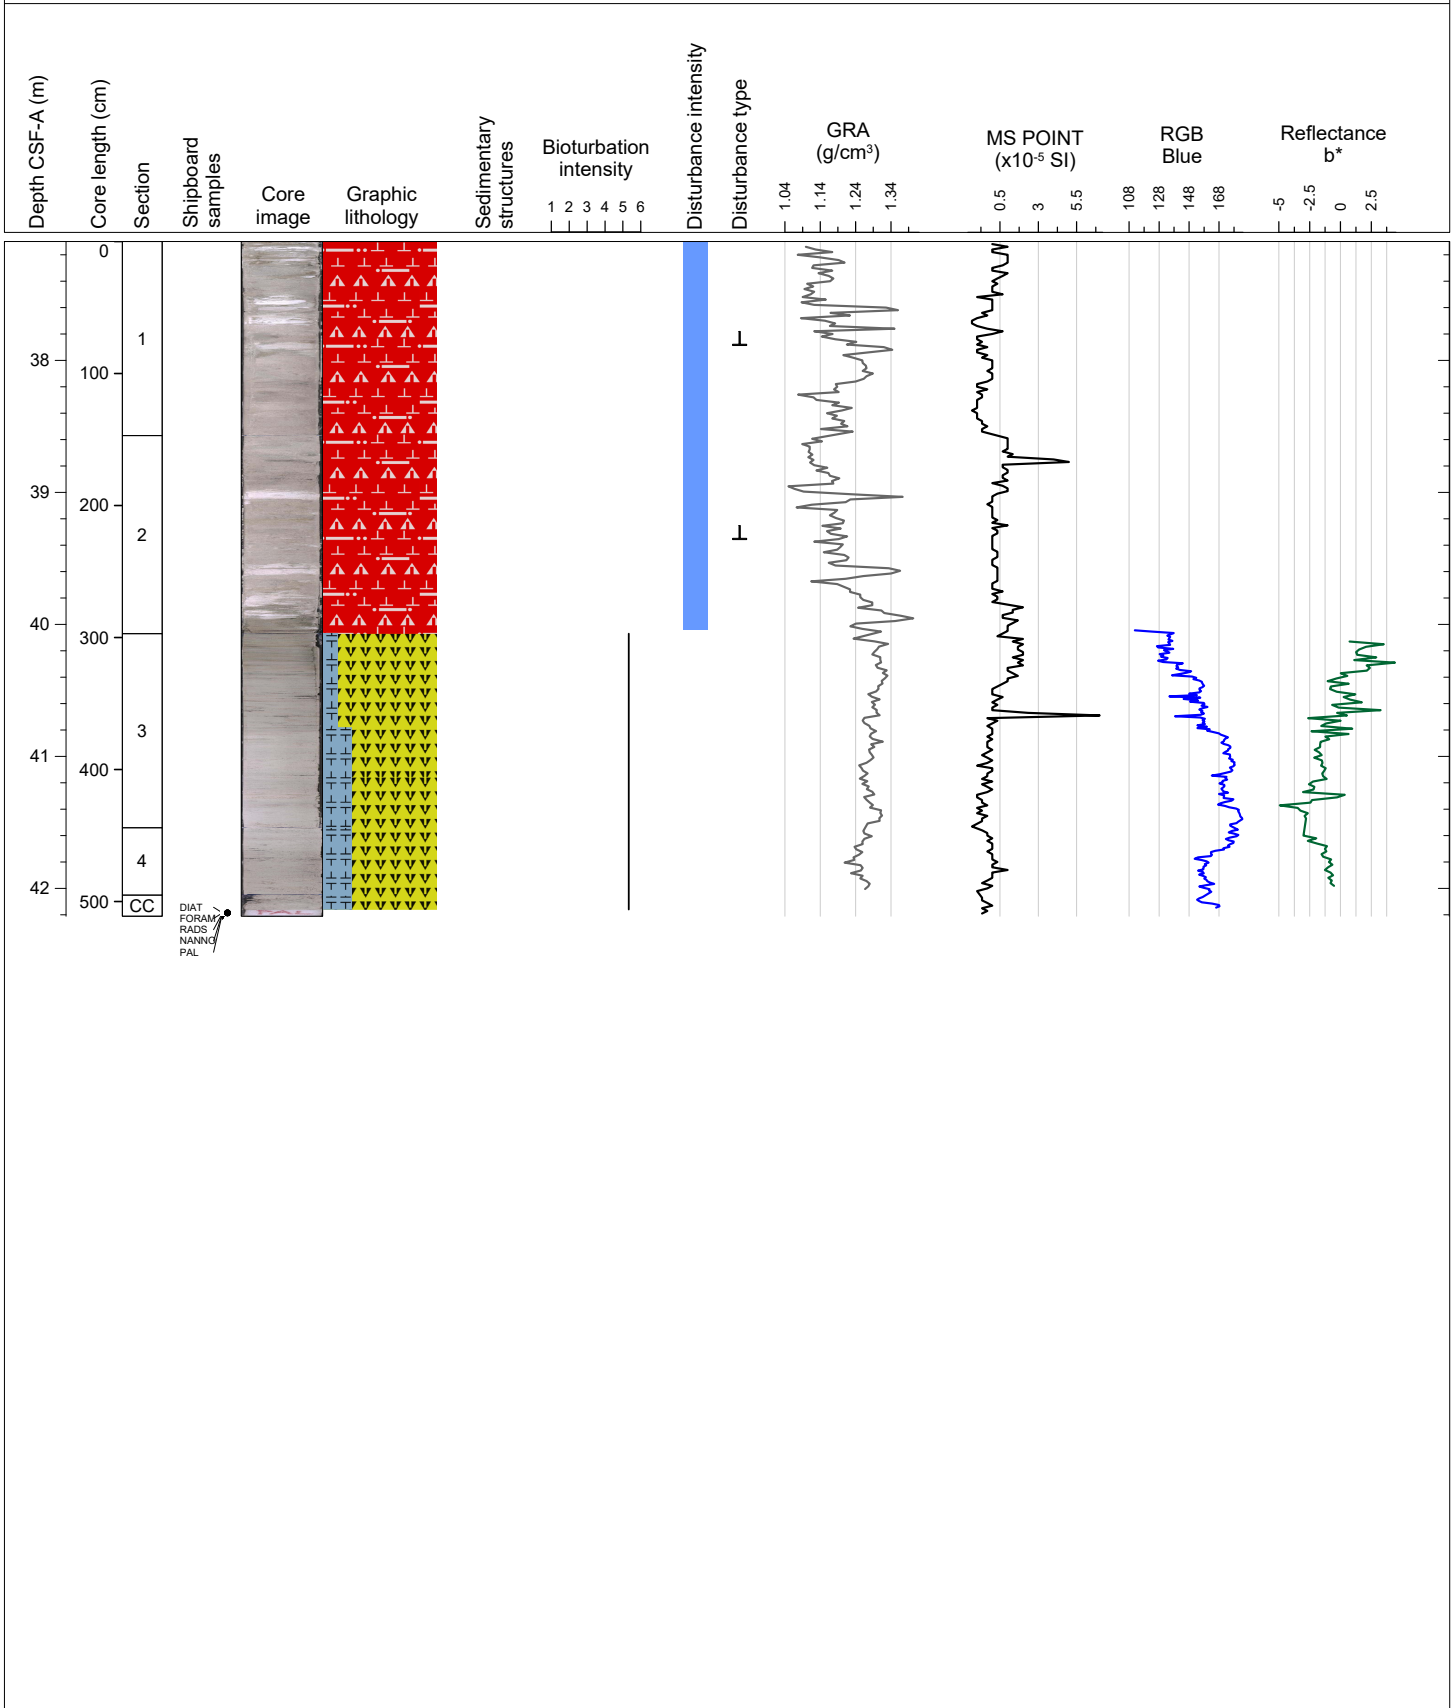 Depth CSF-A (m)
Core length (cm)
Section
Shipboard
samples
Core
image
Graphic
lithology
Sedimentary
structures
Bioturbation
intensity
1 2 3 4 5 6
Disturbance intensity
Disturbance type
GRA
(g/cm³)
1.04 1.14 1.24 1.34
MS POINT
(x10⁻⁵ SI)
0.5 3 5.5
RGB
Blue
108 128 148 168
Reflectance
b*
-5 -2.5 0 2.5
0
1
38
100
39
200
2
40
300
3
41
400
4
42
500
CC
DIAT
FORAM
RADS
NANNO
PAL